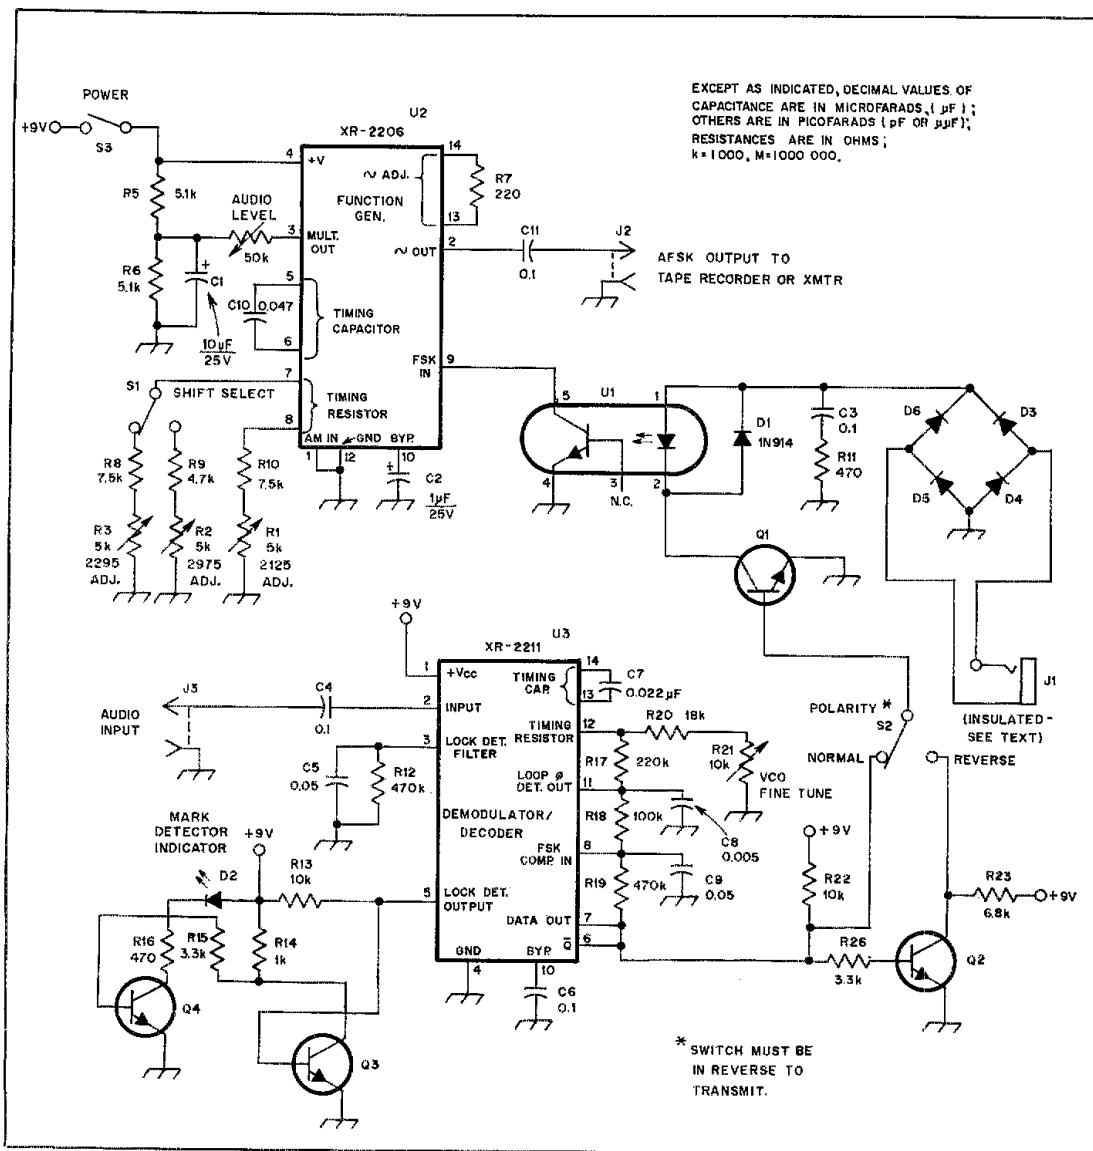 POWER
+9V
S3
U2
XR-2206
EXCEPT AS INDICATED, DECIMAL VALUES OF
CAPACITANCE ARE IN MICROFARADS, ( µF ) ;
OTHERS ARE IN PICOFARADS ( pF OR µµF);
RESISTANCES ARE IN OHMS ;
k = 1000, M=1000 000.
4
+V
14
∿ ADJ.
FUNCTION
GEN.
13
R7
220
R5
5.1k
AUDIO
LEVEL
50k
3
MULT.
OUT
2
∿ OUT
C11
0.1
J2
AFSK OUTPUT TO
TAPE RECORDER OR XMTR
R6
5.1k
+
C1
10µF
25V
5
C10
0.047
6
TIMING
CAPACITOR
FSK
IN
9
7
S1
SHIFT SELECT
8
TIMING
RESISTOR
AM IN
GND
BYP.
1
12
10
+
C2
1µF
25V
R8
7.5k
R9
4.7k
R10
7.5k
R3
5k
2295
ADJ.
R2
5k
2975
ADJ.
R1
5k
2125
ADJ.
5
U1
1
4
3
N.C.
2
D1
1N914
C3
0.1
R11
470
D6
D3
D5
D4
Q1
J1
(INSULATED-
SEE TEXT)
POLARITY *
S2
NORMAL
REVERSE
+9V
U3
XR-2211
1
+Vcc
14
TIMING
CAP.
13
C7
0.022µF
J3
AUDIO
INPUT
C4
0.1
2
INPUT
TIMING
RESISTOR
12
R20
18k
R21
10k
VCO
FINE TUNE
3
LOCK DET.
FILTER
C5
0.05
R12
470k
R17
220k
LOOP Ø
DET. OUT
11
C8
0.005
DEMODULATOR/
DECODER
R18
100k
FSK
COMP. IN
8
C9
0.05
MARK
DETECTOR
INDICATOR
+9V
D2
R13
10k
5
LOCK DET.
OUTPUT
R19
470k
DATA OUT
7
Q̅
6
+9V
R22
10k
R23
6.8k
+9V
R16
470
R15
3.3k
R14
1k
GND
4
BYP.
10
C6
0.1
R26
3.3k
Q2
Q4
Q3
* SWITCH MUST BE
IN REVERSE TO
TRANSMIT.